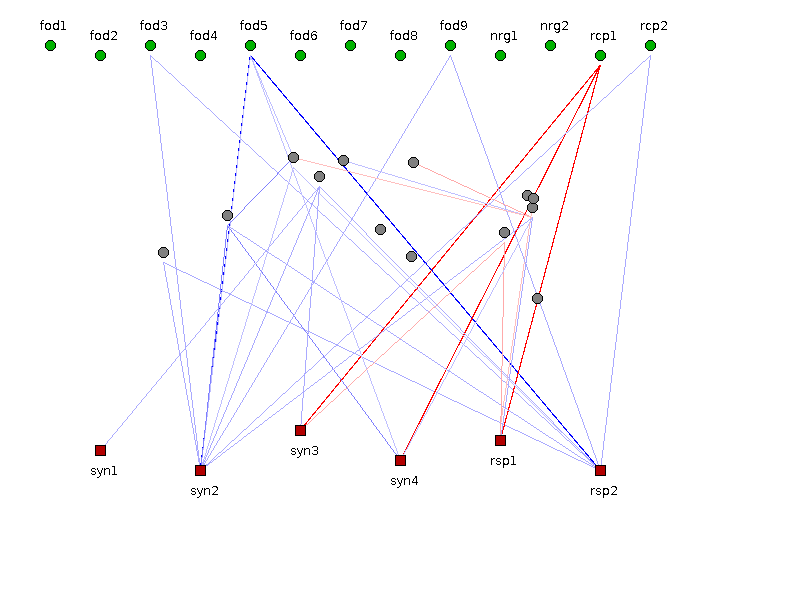 fod1 fod2 fod3 fod4 fod5 fod6 fod7 fod8 fod9 nrg1 nrg2 rcp1 rcp2
syn1 syn2 syn3 syn4 rsp1 rsp2